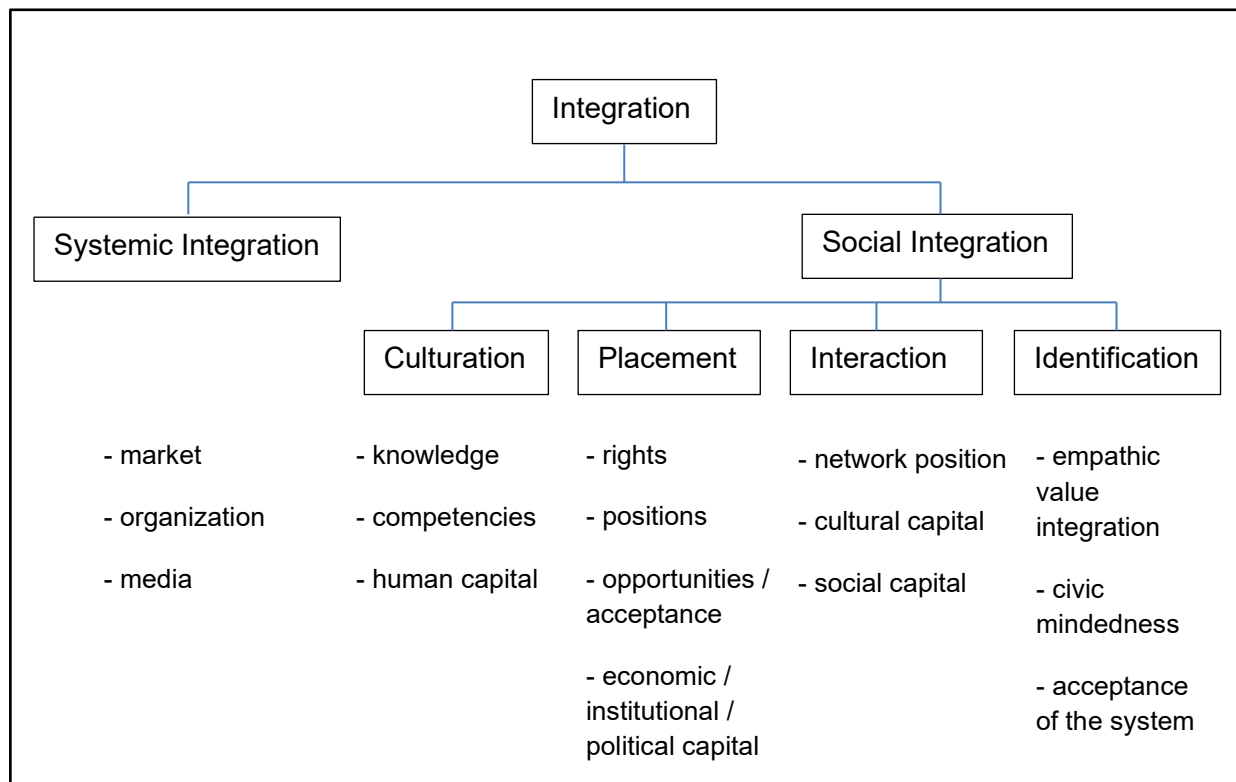 Integration
Systemic Integration
Social Integration
Culturation
Placement
Interaction
Identification
- market
- organization
- media
- knowledge
- competencies
- human capital
- rights
- positions
- opportunities /
acceptance
- economic /
institutional /
political capital
- network position
- cultural capital
- social capital
- empathic
value
integration
- civic
mindedness
- acceptance
of the system